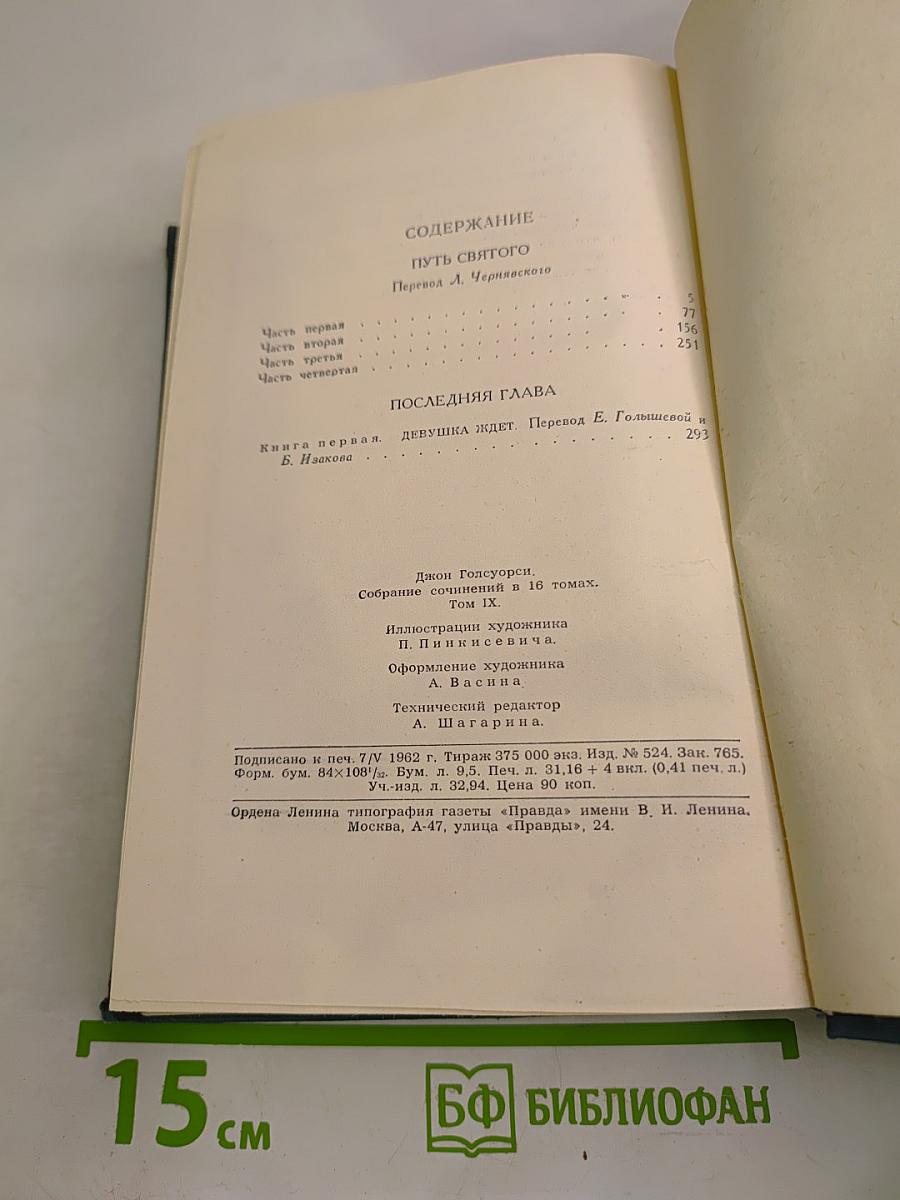 СОДЕРЖАНИЕ
ПУТЬ СВЯТОГО
Перевод Л. Чернявского
Часть первая . . . . . . . . . . . . . . . 5
Часть вторая . . . . . . . . . . . . . . . 77
Часть третья . . . . . . . . . . . . . . . 156
Часть четвертая . . . . . . . . . . . . . . 251
ПОСЛЕДНЯЯ ГЛАВА
Книга первая. ДЕВУШКА ЖДЕТ. Перевод Е. Голышевой и
Б. Изакова . . . . . . . . . . . . . . . 293
Джон Голсуорси.
Собрание сочинений в 16 томах.
Том IX.
Иллюстрации художника
П. Пинкисевича.
Оформление художника
А. Васина
Технический редактор
А. Шагарина.
Подписано к печ. 7/V 1962 г. Тираж 375 000 экз. Изд. № 524. Зак. 765.
Форм. бум. 84×108¹/₃₂. Бум. л. 9,5. Печ. л. 31,16 + 4 вкл. (0,41 печ. л.)
Уч.-изд. л. 32,94. Цена 90 коп.
Ордена Ленина типография газеты «Правда» имени В. И. Ленина.
Москва, А-47, улица «Правды», 24.
15 см
БФ БИБЛИОФАН